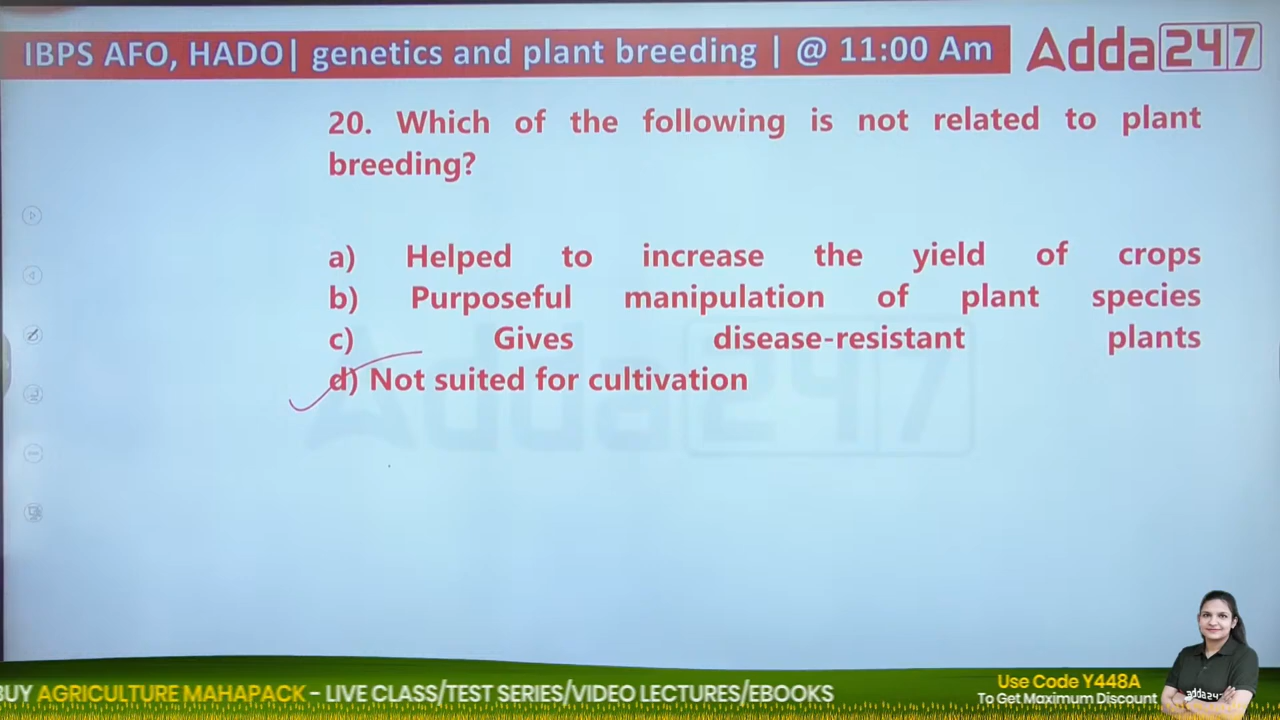 IBPS AFO, HADO| genetics and plant breeding | @ 11:00 Am
Adda247
20. Which of the following is not related to plant
breeding?
a) Helped to increase the yield of crops
b) Purposeful manipulation of plant species
c) Gives disease-resistant plants
d) Not suited for cultivation
Adda247
adda247
BUY AGRICULTURE MAHAPACK - LIVE CLASS/TEST SERIES/VIDEO LECTURES/EBOOKS
Use Code Y448A
To Get Maximum Discount